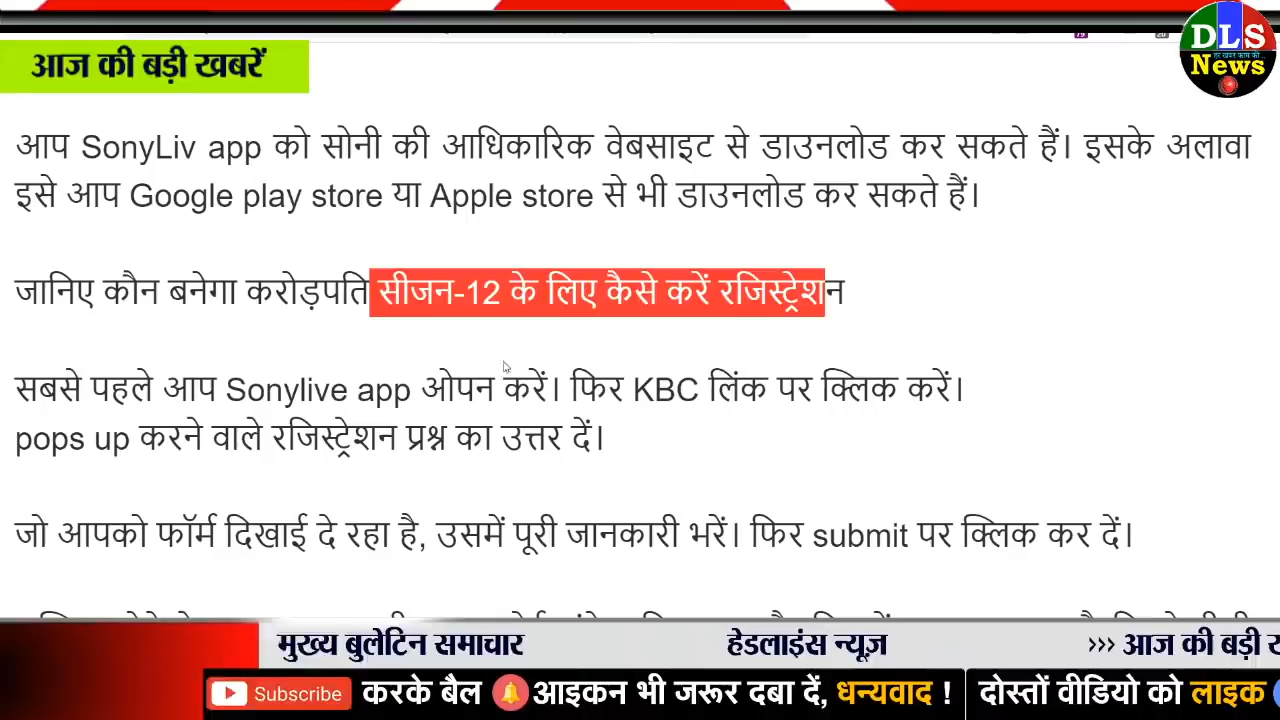 DLS
हर खबर काम की..
News
आज की बड़ी खबरें
आप SonyLiv app को सोनी की आधिकारिक वेबसाइट से डाउनलोड कर सकते हैं। इसके अलावा
इसे आप Google play store या Apple store से भी डाउनलोड कर सकते हैं।
जानिए कौन बनेगा करोड़पति सीजन-12 के लिए कैसे करें रजिस्ट्रेशन
सबसे पहले आप Sonylive app ओपन करें। फिर KBC लिंक पर क्लिक करें।
pops up करने वाले रजिस्ट्रेशन प्रश्न का उत्तर दें।
जो आपको फॉर्म दिखाई दे रहा है, उसमें पूरी जानकारी भरें। फिर submit पर क्लिक कर दें।
मुख्य बुलेटिन समाचार हेडलाइंस न्यूज़ ››› आज की बड़ी ख
Subscribe करके बैल आइकन भी जरूर दबा दें, धन्यवाद ! दोस्तों वीडियो को लाइक